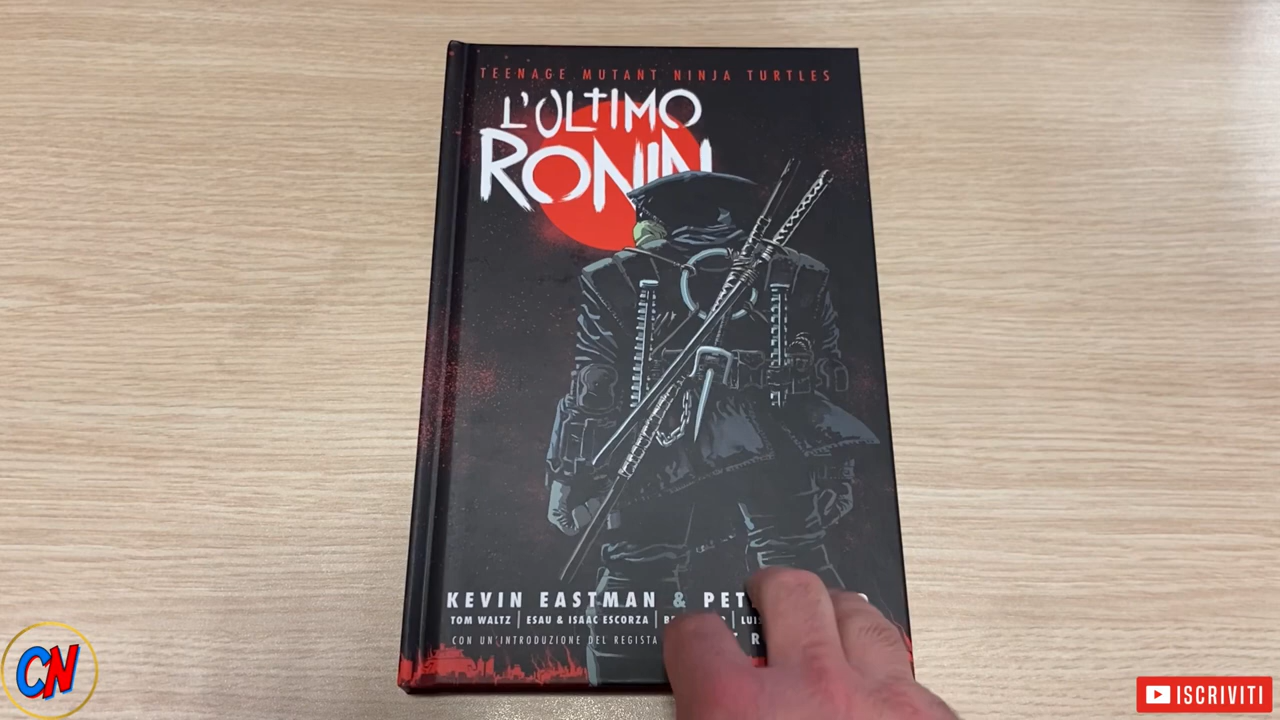 TEENAGE MUTANT NINJA TURTLES
L'ULTIMO
RONIN
KEVIN EASTMAN &
TOM WALTZ | ESAU & ISAAC ESCORZA |
CON UN'INTRODUZIONE DEL REGISTA
CN
ISCRIVITI